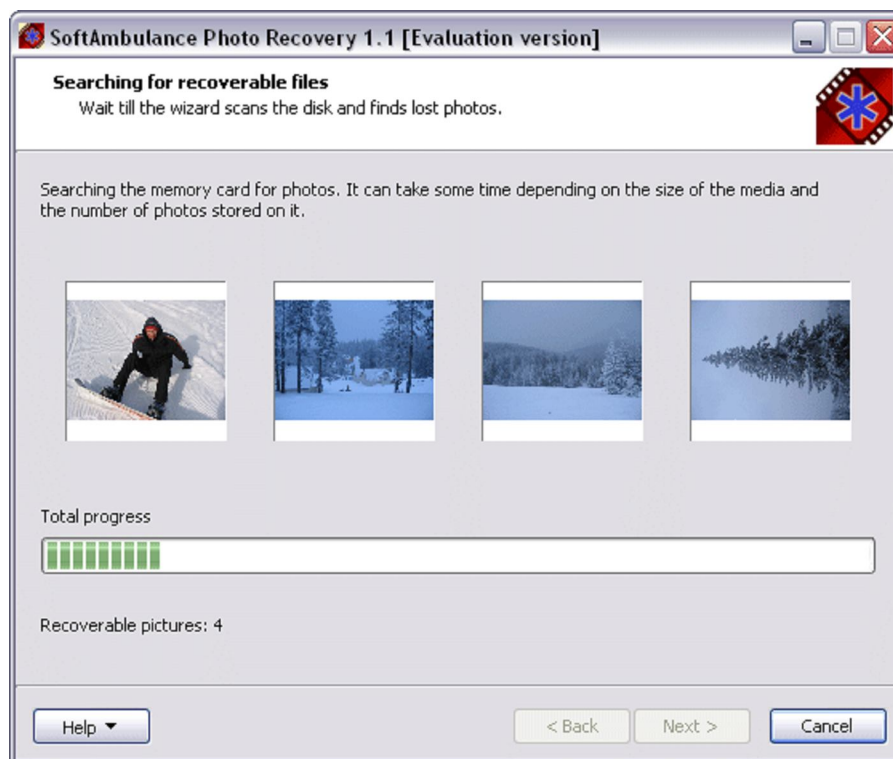 SoftAmbulance Photo Recovery 1.1 [Evaluation version]
Searching for recoverable files
Wait till the wizard scans the disk and finds lost photos.
Searching the memory card for photos. It can take some time depending on the size of the media and
the number of photos stored on it.
Total progress
Recoverable pictures: 4
Help
< Back
Next >
Cancel